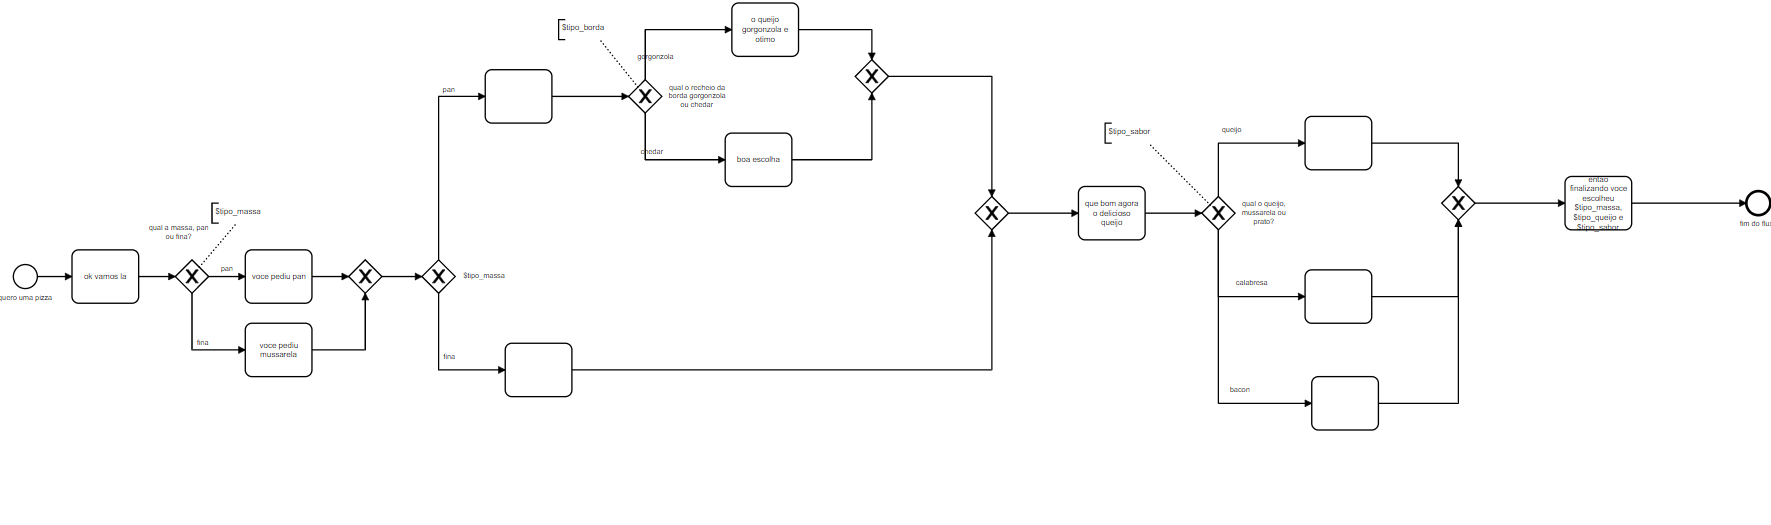 $tipo_borda
o queijo
gorgonzola e
otimo
gorgonzola
pan
qual o recheio da
borda gorgonzola
ou chedar
chedar
boa escolha
$tipo_sabor
queijo
$tipo_massa
qual a massa, pan
ou fina?
que bom agora
o delicioso
queijo
qual o queijo,
mussarela ou
prato?
entao
finalizando voce
escolheu
$tipo_massa,
$tipo_queijo e
$tipo_sabor
fim do flu
quero uma pizza
ok vamos la
pan
voce pediu pan
$tipo_massa
calabresa
fina
voce pediu
mussarela
fina
bacon